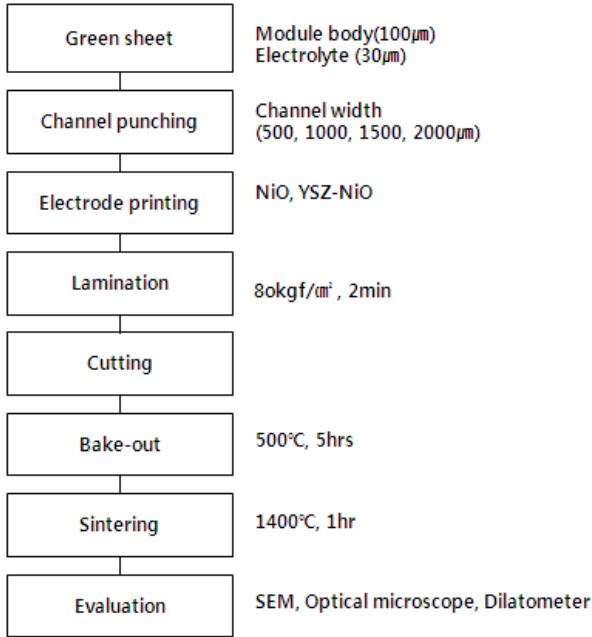 Green sheet
Module body(100㎛)
Electrolyte (30㎛)
Channel punching
Channel width
(500, 1000, 1500, 2000㎛)
Electrode printing
NiO, YSZ-NiO
Lamination
8okgf/㎠, 2min
Cutting
Bake-out
500℃, 5hrs
Sintering
1400℃, 1hr
Evaluation
SEM, Optical microscope, Dilatometer